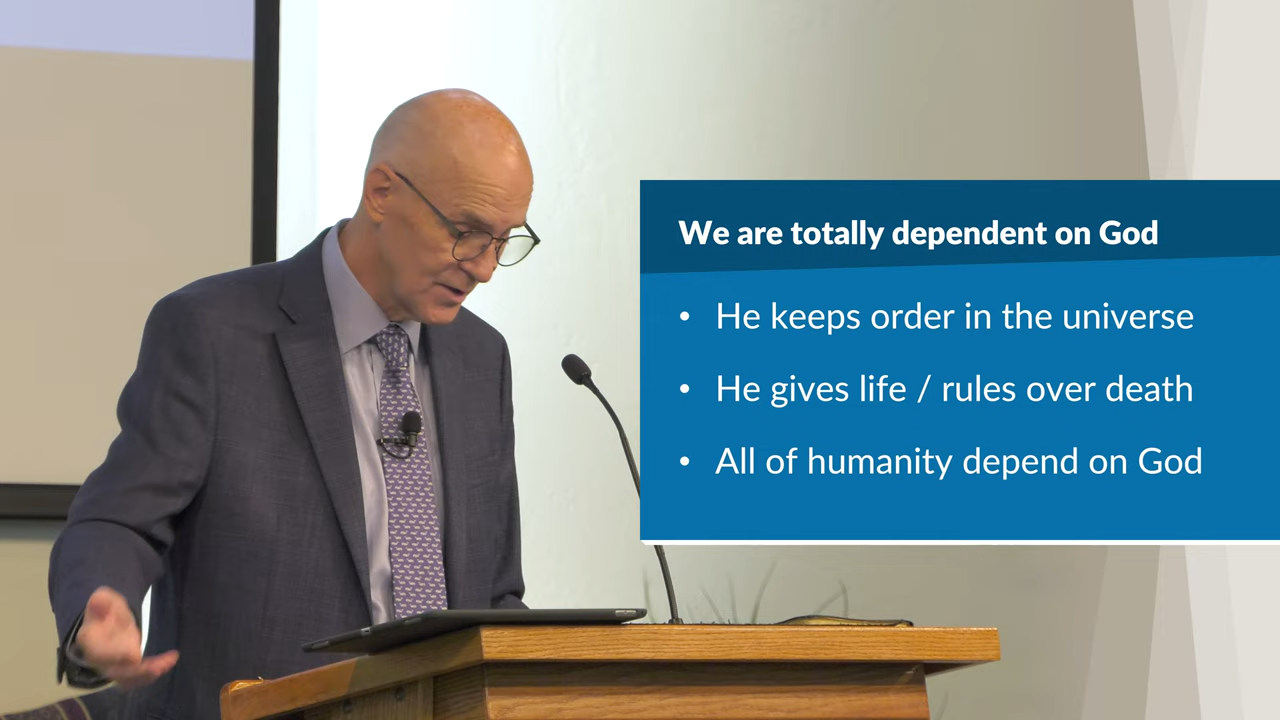 We are totally dependent on God
• He keeps order in the universe
• He gives life / rules over death
• All of humanity depend on God